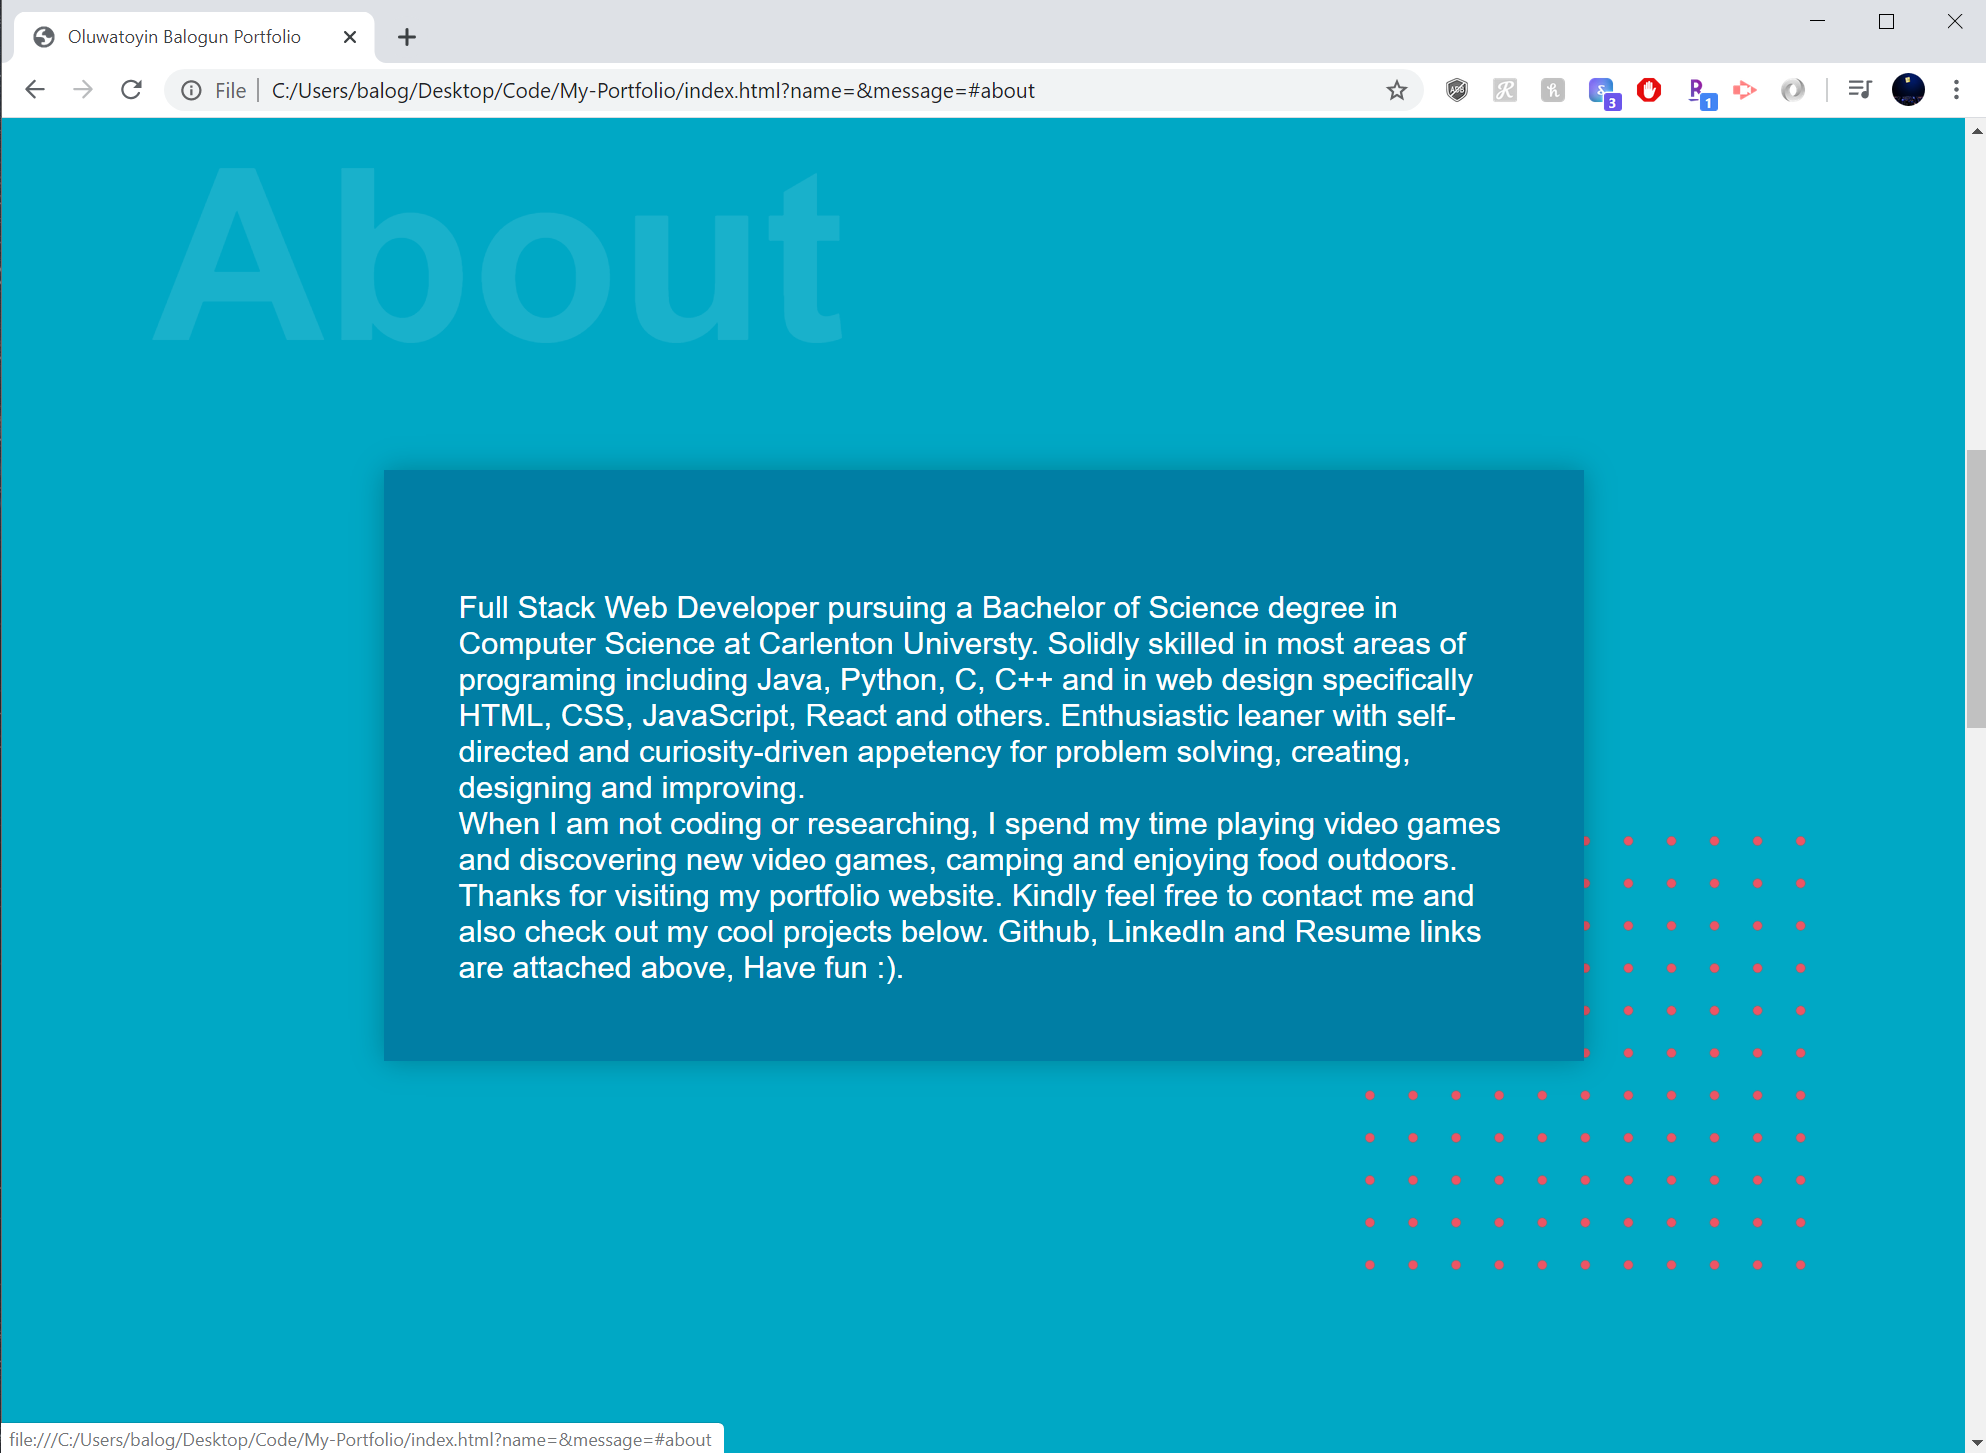 Oluwatoyin Balogun Portfolio
File
C:/Users/balog/Desktop/Code/My-Portfolio/index.html?name=&message=#about
3
1
About
Full Stack Web Developer pursuing a Bachelor of Science degree in
Computer Science at Carlenton Universty. Solidly skilled in most areas of
programing including Java, Python, C, C++ and in web design specifically
HTML, CSS, JavaScript, React and others. Enthusiastic leaner with self-
directed and curiosity-driven appetency for problem solving, creating,
designing and improving.
When I am not coding or researching, I spend my time playing video games
and discovering new video games, camping and enjoying food outdoors.
Thanks for visiting my portfolio website. Kindly feel free to contact me and
also check out my cool projects below. Github, LinkedIn and Resume links
are attached above, Have fun :).
file:///C:/Users/balog/Desktop/Code/My-Portfolio/index.html?name=&message=#about